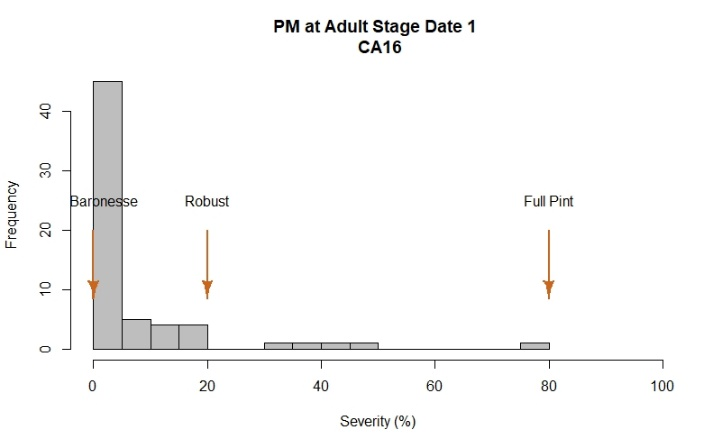 PM at Adult Stage Date 1
CA16
Frequency
40
30
20
10
0
Baronesse
Robust
Full Pint
0
20
40
60
80
100
Severity (%)